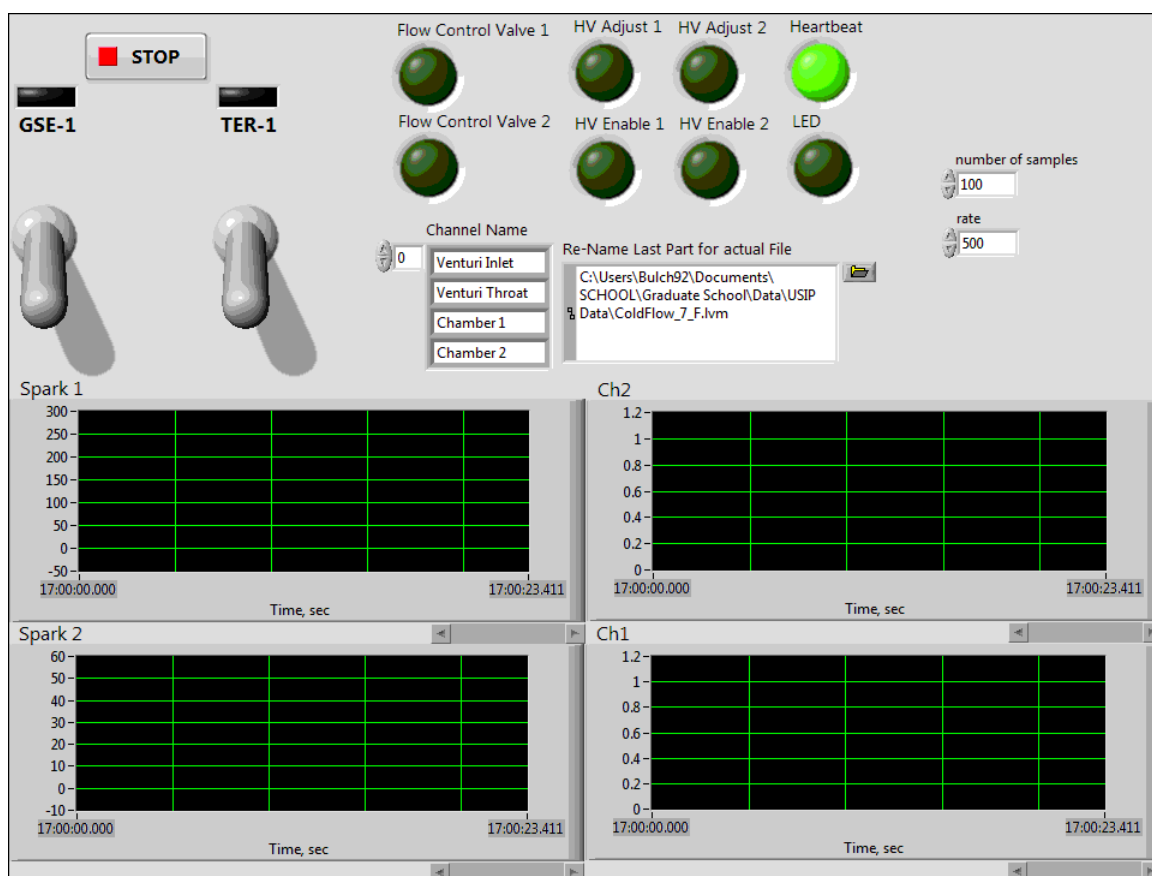 STOP
GSE-1
TER-1
Flow Control Valve 1
HV Adjust 1
HV Adjust 2
Heartbeat
Flow Control Valve 2
HV Enable 1
HV Enable 2
LED
number of samples
100
rate
500
Channel Name
0
Venturi Inlet
Venturi Throat
Chamber 1
Chamber 2
Re-Name Last Part for actual File
C:\Users\Bulch92\Documents\
SCHOOL\Graduate School\Data\USIP
Data\ColdFlow_7_F.lvm
Spark 1
300
250
200
150
100
50
0
-50
17:00:00.000
17:00:23.411
Time, sec
Ch2
1.2
1
0.8
0.6
0.4
0.2
0
17:00:00.000
17:00:23.411
Time, sec
Spark 2
60
50
40
30
20
10
0
-10
17:00:00.000
17:00:23.411
Time, sec
Ch1
1.2
1
0.8
0.6
0.4
0.2
0
17:00:00.000
17:00:23.411
Time, sec